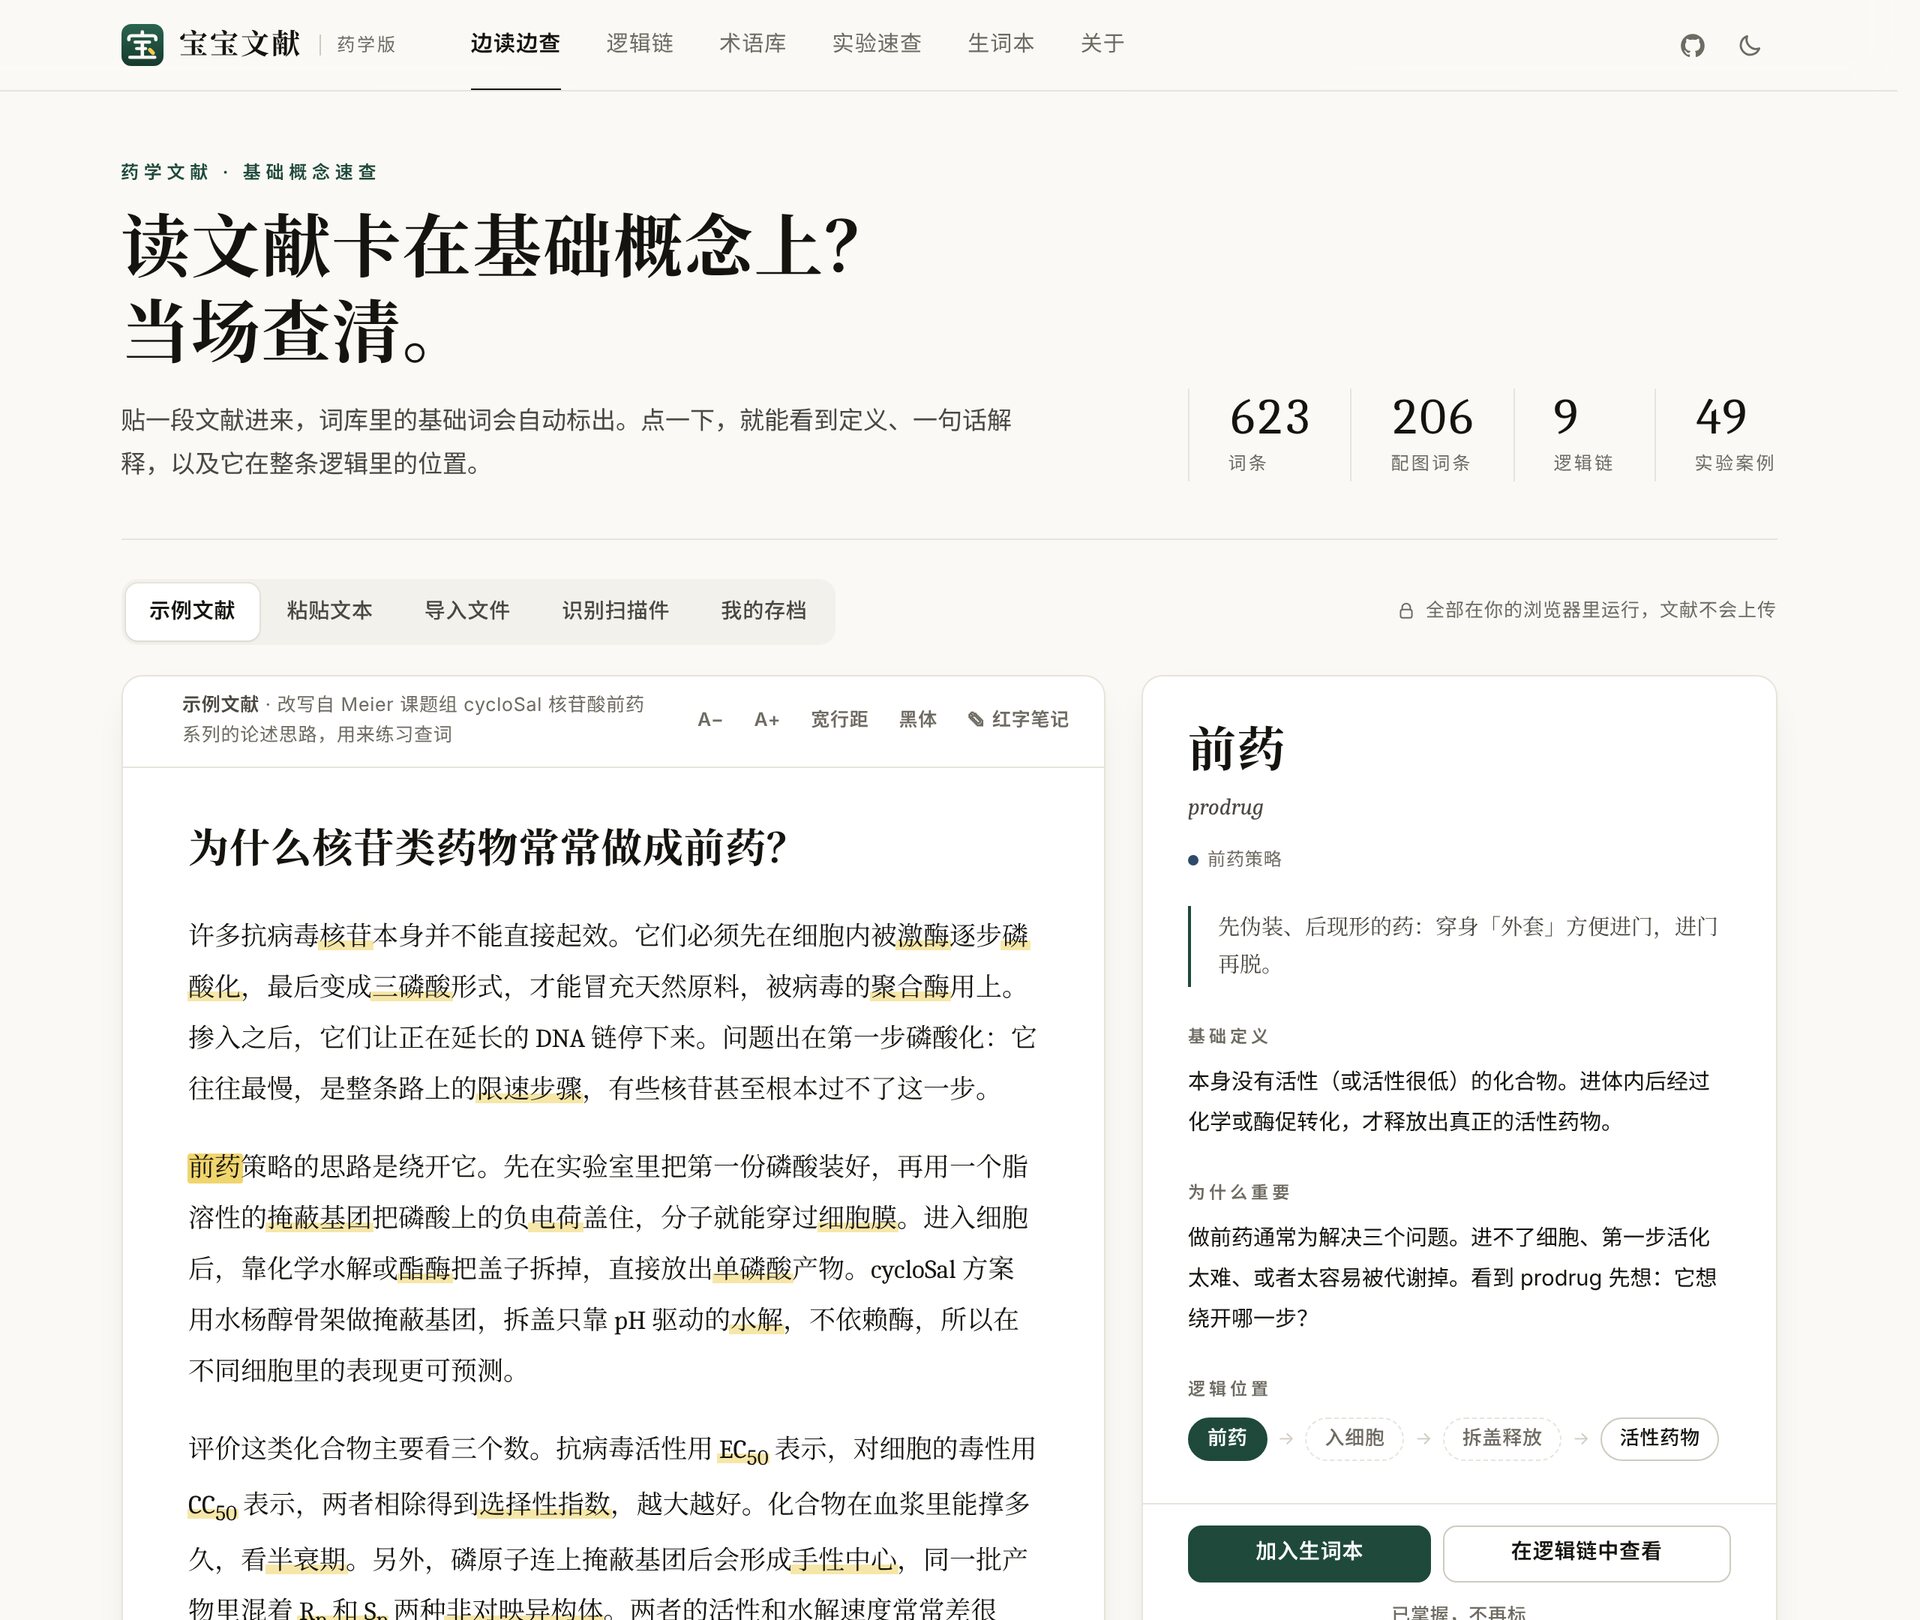 宝 宝宝文献 药学版 边读边查 逻辑链 术语库 实验速查 生词本 关于
药学文献 · 基础概念速查
读文献卡在基础概念上？
当场查清。
贴一段文献进来，词库里的基础词会自动标出。点一下，就能看到定义、一句话解
释，以及它在整条逻辑里的位置。
623 206 9 49
词条 配图词条 逻辑链 实验案例
示例文献 粘贴文本 导入文件 识别扫描件 我的存档
全部在你的浏览器里运行，文献不会上传
示例文献 · 改写自 Meier 课题组 cycloSal 核苷酸前药
系列的论述思路，用来练习查词
A− A+ 宽行距 黑体 ✎ 红字笔记
为什么核苷类药物常常做成前药？
许多抗病毒核苷本身并不能直接起效。它们必须先在细胞内被激酶逐步磷
酸化，最后变成三磷酸形式，才能冒充天然原料，被病毒的聚合酶用上。
掺入之后，它们让正在延长的 DNA 链停下来。问题出在第一步磷酸化：它
往往最慢，是整条路上的限速步骤，有些核苷甚至根本过不了这一步。
前药策略的思路是绕开它。先在实验室里把第一份磷酸装好，再用一个脂
溶性的掩蔽基团把磷酸上的负电荷盖住，分子就能穿过细胞膜。进入细胞
后，靠化学水解或酯酶把盖子拆掉，直接放出单磷酸产物。cycloSal 方案
用水杨醇骨架做掩蔽基团，拆盖只靠 pH 驱动的水解，不依赖酶，所以在
不同细胞里的表现更可预测。
评价这类化合物主要看三个数。抗病毒活性用 EC50 表示，对细胞的毒性用
CC50 表示，两者相除得到选择性指数，越大越好。化合物在血浆里能撑多
久，看半衰期。另外，磷原子连上掩蔽基团后会形成手性中心，同一批产
物里混着 Rp 和 Sp 两种非对映异构体。两者的活性和水解速度常常差很
前药
prodrug
前药策略
先伪装、后现形的药：穿身「外套」方便进门，进门
再脱。
基础定义
本身没有活性（或活性很低）的化合物。进体内后经过
化学或酶促转化，才释放出真正的活性药物。
为什么重要
做前药通常为解决三个问题。进不了细胞、第一步活化
太难、或者太容易被代谢掉。看到 prodrug 先想：它想
绕开哪一步？
逻辑位置
前药 → 入细胞 → 拆盖释放 → 活性药物
加入生词本 在逻辑链中查看
已掌握，不再标